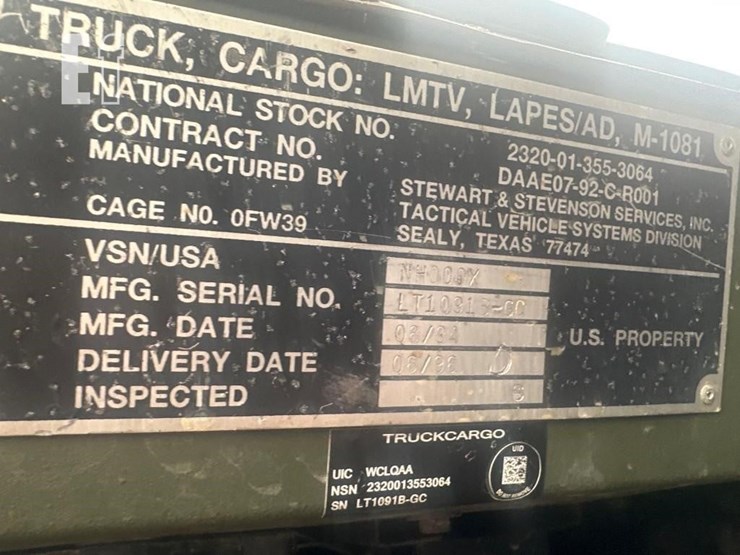 TRUCK, CARGO: LMTV, LAPES/AD, M-1081
NATIONAL STOCK NO. 2320-01-355-3064
CONTRACT NO. DAAE07-92-C-R001
MANUFACTURED BY STEWART & STEVENSON SERVICES, INC.
TACTICAL VEHICLE SYSTEMS DIVISION
CAGE NO. 0FW39 SEALY, TEXAS 77474
VSN/USA
MFG. SERIAL NO.
MFG. DATE U.S. PROPERTY
DELIVERY DATE
INSPECTED
TRUCKCARGO
UIC WCLQAA
NSN 2320013553064
SN LT1091B-GC
UID